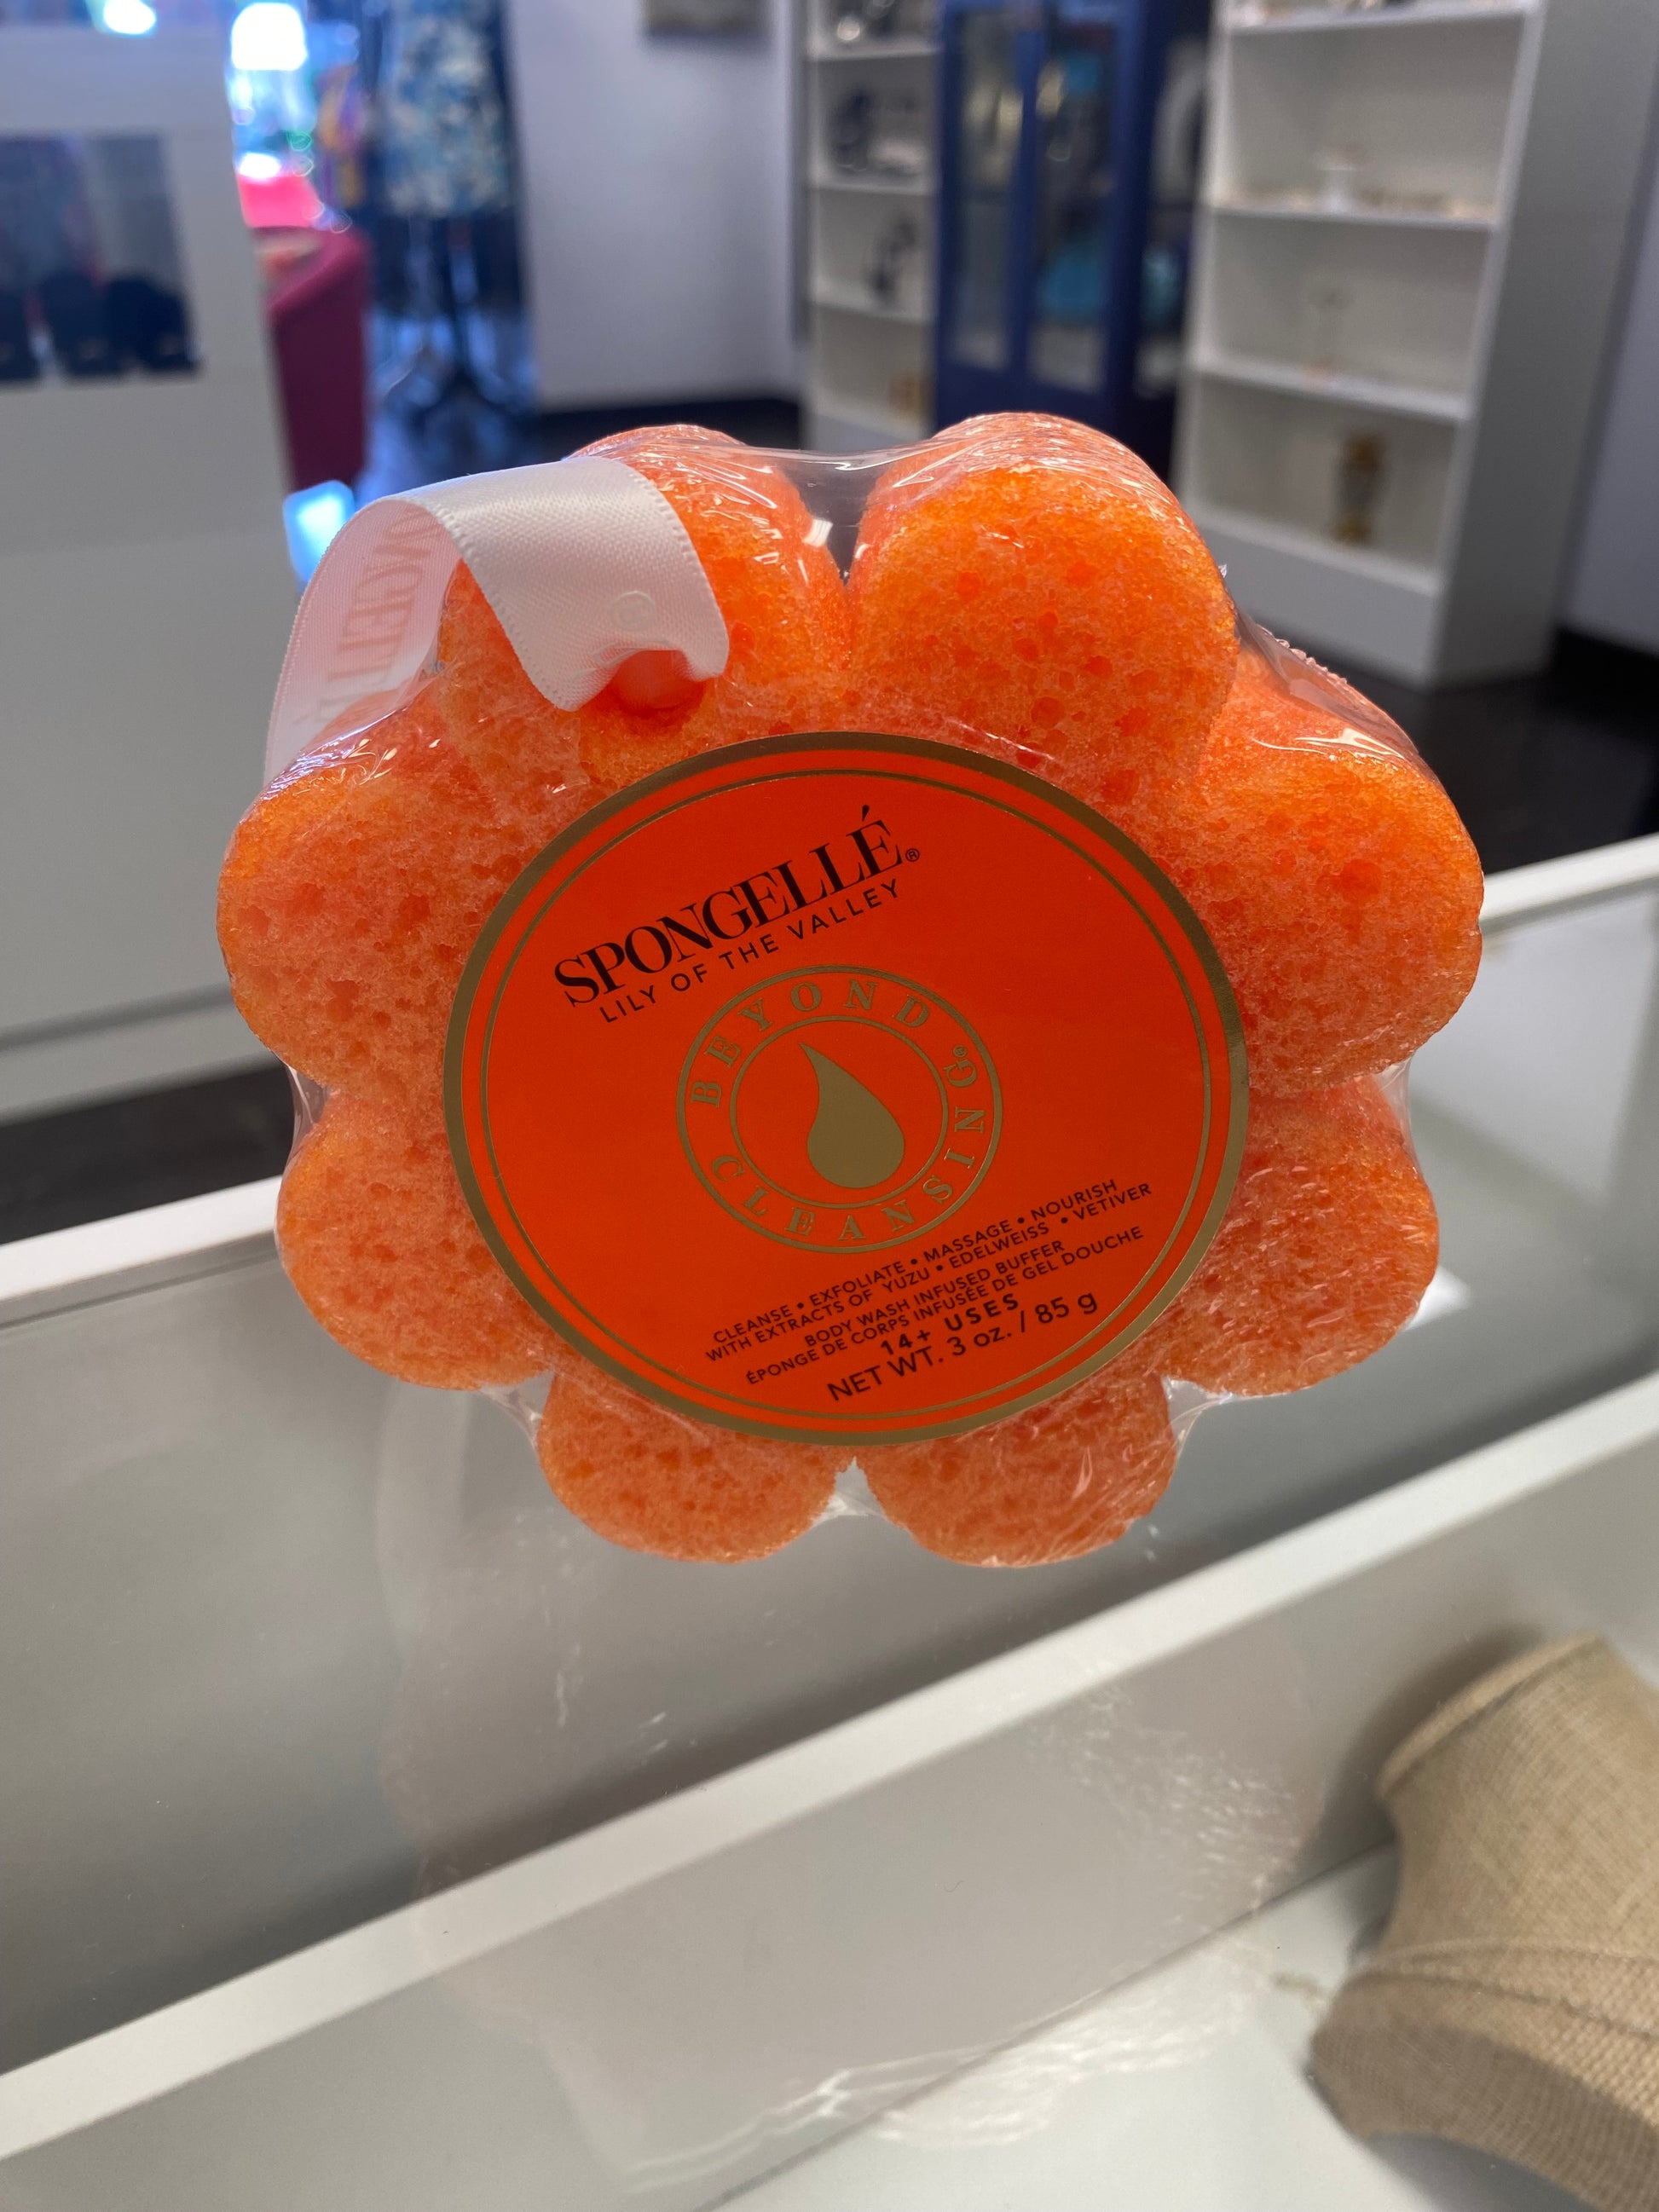 SPONGELLÉ®
LILY OF THE VALLEY
BEYOND CLEANSING®
CLEANSE • EXFOLIATE • MASSAGE • NOURISH
WITH EXTRACTS OF YUZU • EDELWEISS • VETIVER
BODY WASH INFUSED BUFFER
ÉPONGE DE CORPS INFUSÉE DE GEL DOUCHE
14+ USES
NET WT. 3 oz. / 85 g